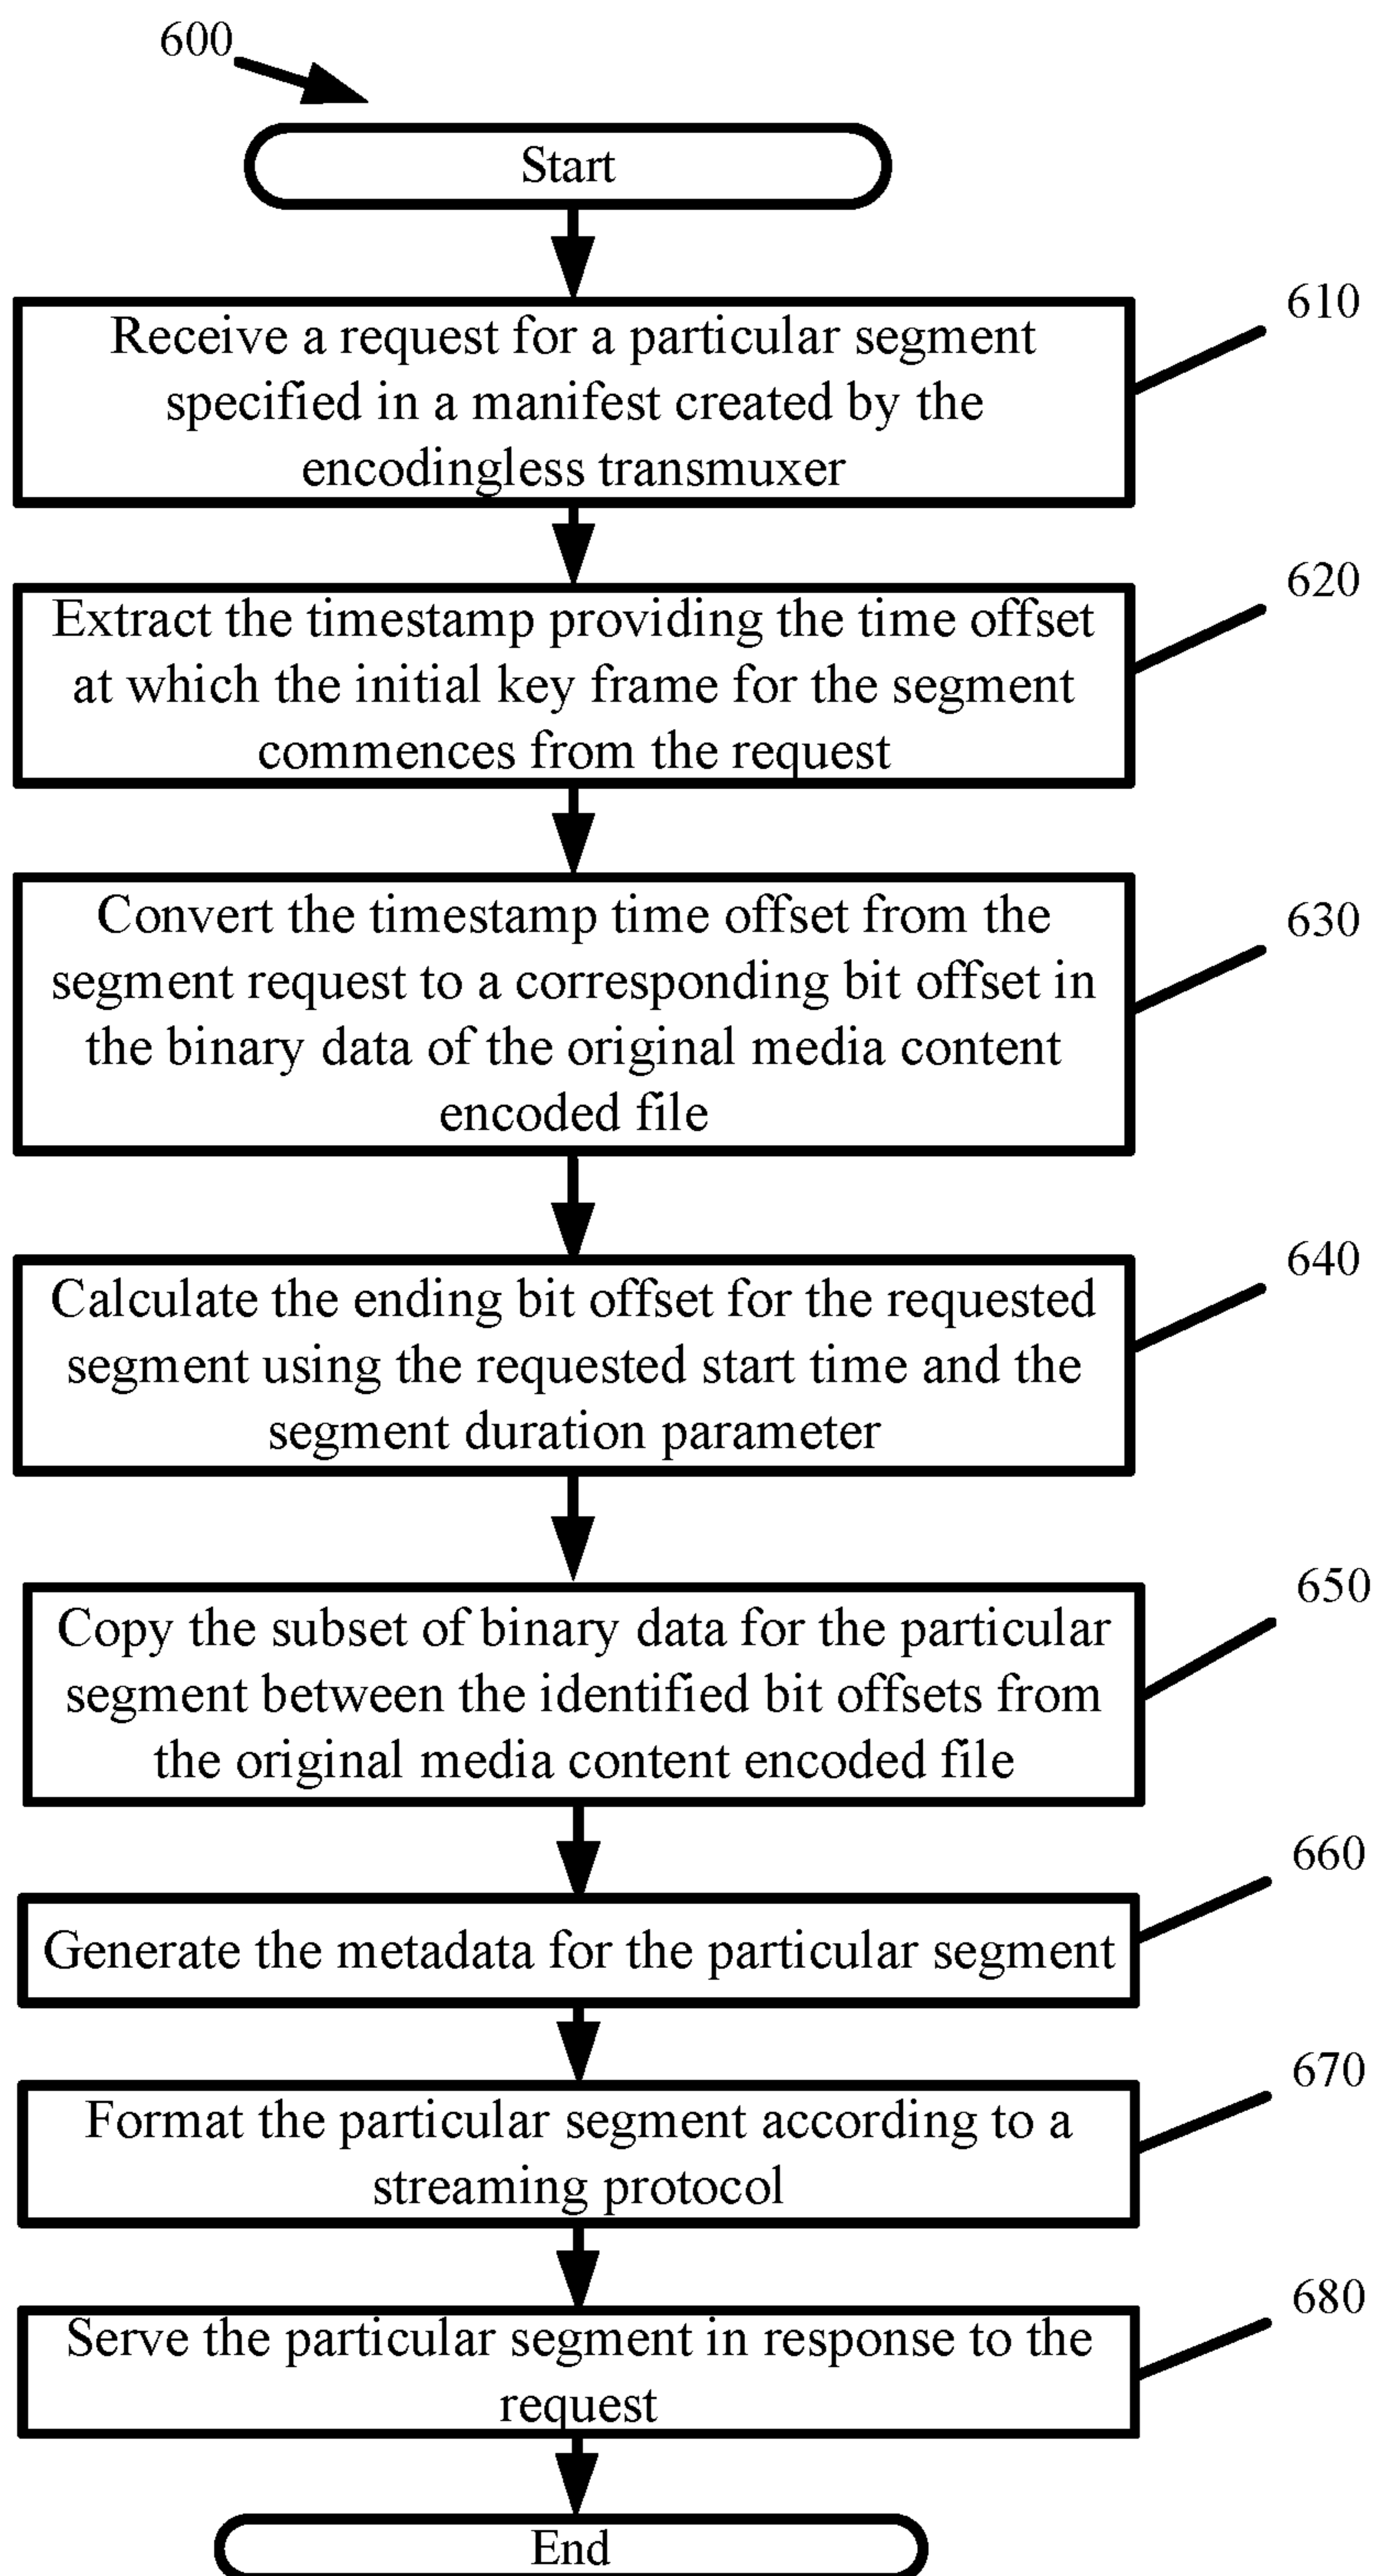 600
Start
610
Receive a request for a particular segment
specified in a manifest created by the
encodingless transmuxer
620
Extract the timestamp providing the time offset
at which the initial key frame for the segment
commences from the request
630
Convert the timestamp time offset from the
segment request to a corresponding bit offset in
the binary data of the original media content
encoded file
640
Calculate the ending bit offset for the requested
segment using the requested start time and the
segment duration parameter
650
Copy the subset of binary data for the particular
segment between the identified bit offsets from
the original media content encoded file
660
Generate the metadata for the particular segment
670
Format the particular segment according to a
streaming protocol
680
Serve the particular segment in response to the
request
End